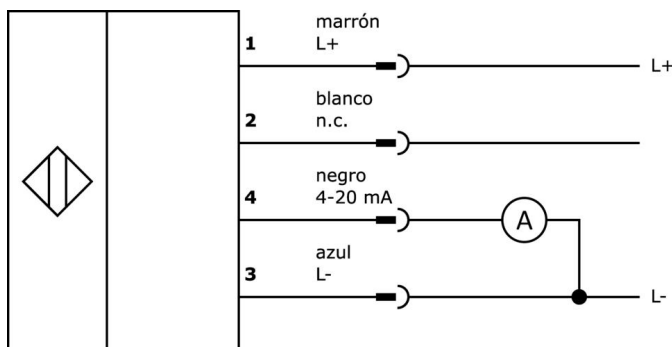 marrón
1 L+
L+
blanco
2 n.c.
negro
4 4-20 mA
A
azul
3 L-
L-